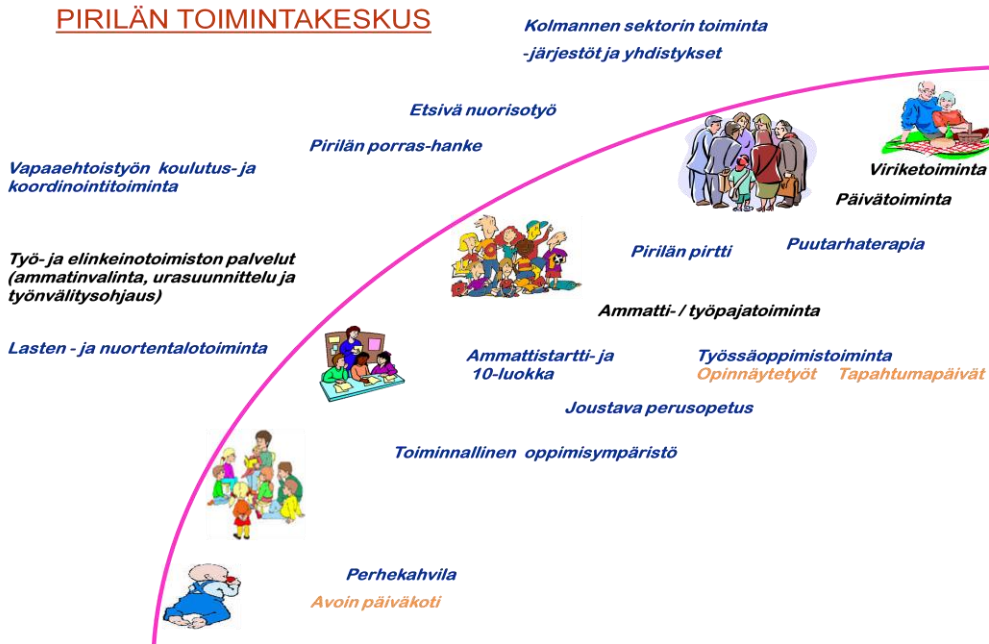 PIRILÄN TOIMINTAKESKUS
Kolmannen sektorin toiminta
-järjestöt ja yhdistykset
Etsivä nuorisotyö
Pirilän porras-hanke
Vapaaehtoistyön koulutus- ja
koordinointitoiminta
Viriketoiminta
Päivätoiminta
Pirilän pirtti
Puutarhaterapia
Työ- ja elinkeinotoimiston palvelut
(ammatinvalinta, urasuunnittelu ja
työnvälitysohjaus)
Ammatti- / työpajatoiminta
Lasten - ja nuortentalotoiminta
Ammattistartti- ja
10-luokka
Työssäoppimistoiminta
Opinnäytetyöt Tapahtumapäivät
Joustava perusopetus
Toiminnallinen oppimisympäristö
Perhekahvila
Avoin päiväkoti